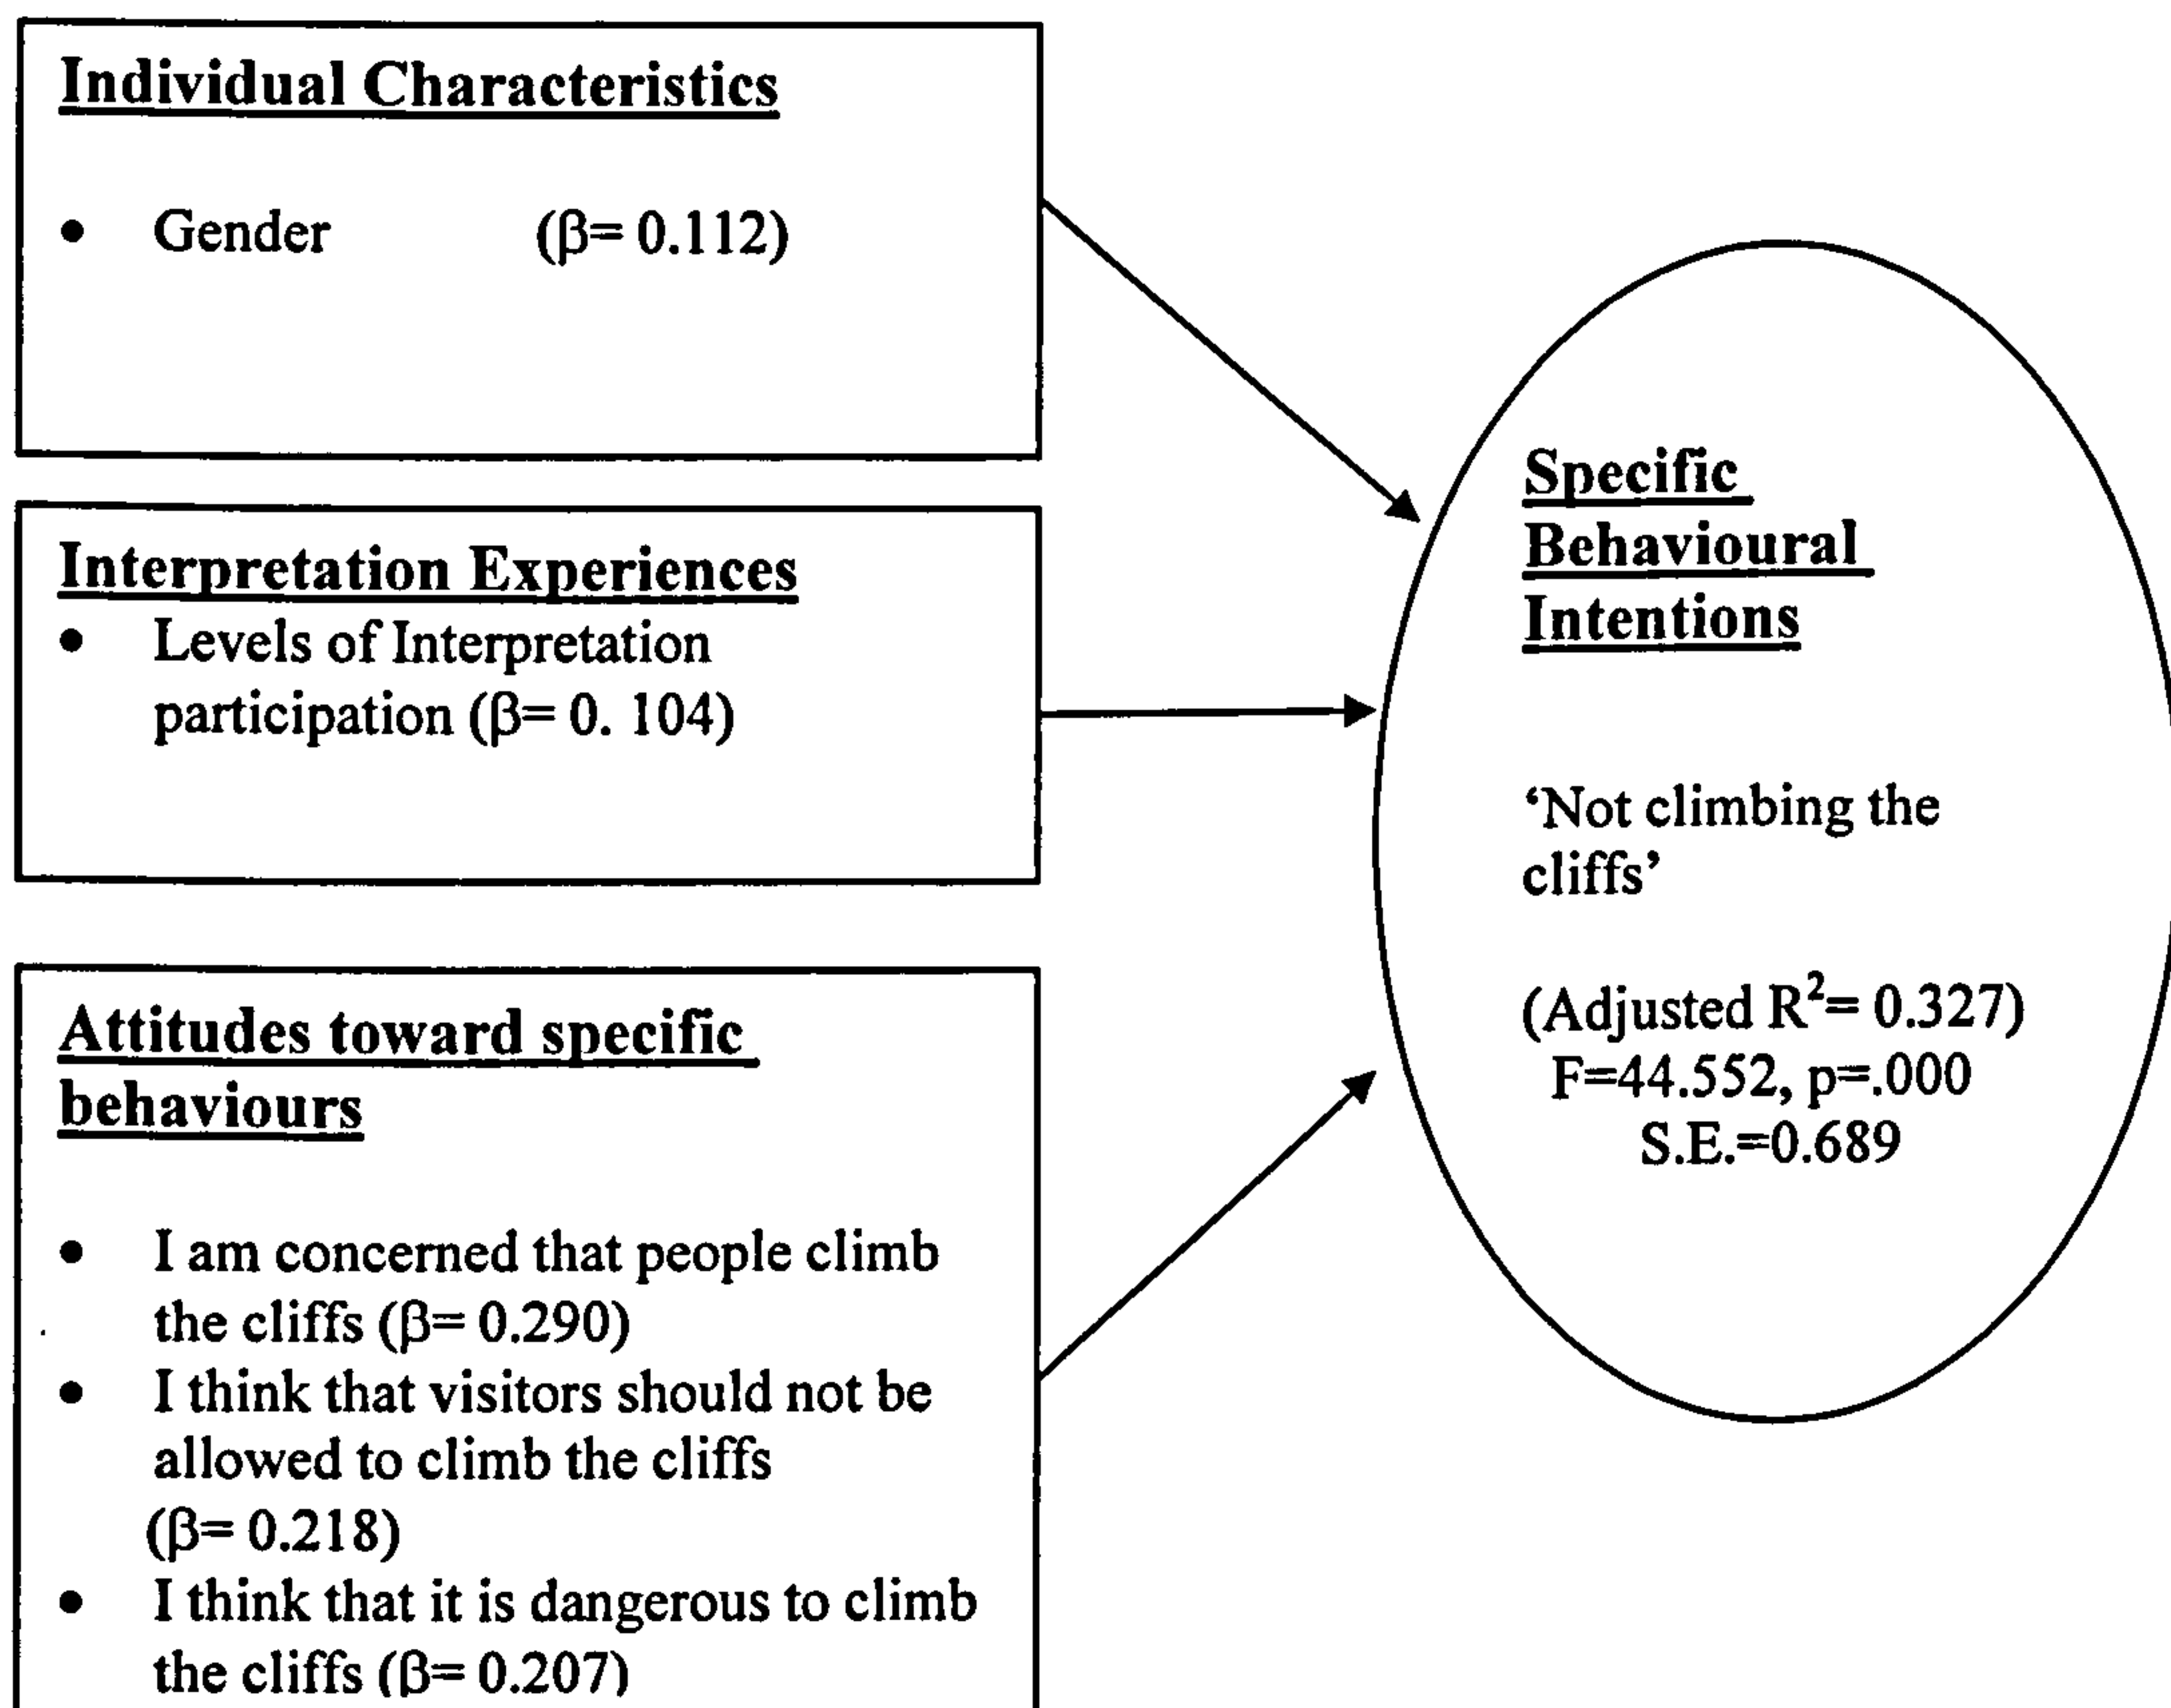 Individual Characteristics
• Gender (β= 0.112)
Interpretation Experiences
• Levels of Interpretation
participation (β= 0. 104)
Attitudes toward specific
behaviours
• I am concerned that people climb
the cliffs (β= 0.290)
• I think that visitors should not be
allowed to climb the cliffs
(β= 0.218)
• I think that it is dangerous to climb
the cliffs (β= 0.207)
Specific
Behavioural
Intentions
‘Not climbing the
cliffs’
(Adjusted R²= 0.327)
F=44.552, p=.000
S.E.=0.689